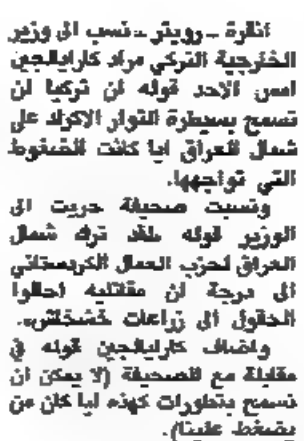 انقرة ـ رويتر ـ نسب الى وزير
الخارجية التركي مراد كارايالجين
امس الاحد قوله ان تركيا لن
تسمح بسيطرة الثوار الاكراد على
شمال العراق ايا كانت الضغوط
التي تواجهها.
ونسبت صحيفة حريت الى
الوزير قوله «لقد ترك شمال
العراق لحزب العمال الكردستاني
الى درجة ان مقاتليه احالوا
الحقول الى زراعات خشخاش».
واضاف كارايالجين قوله في
مقابلة مع الصحيفة (لا يمكن ان
نسمح بتطورات كهذه ايا كان من
يضغط علينا).